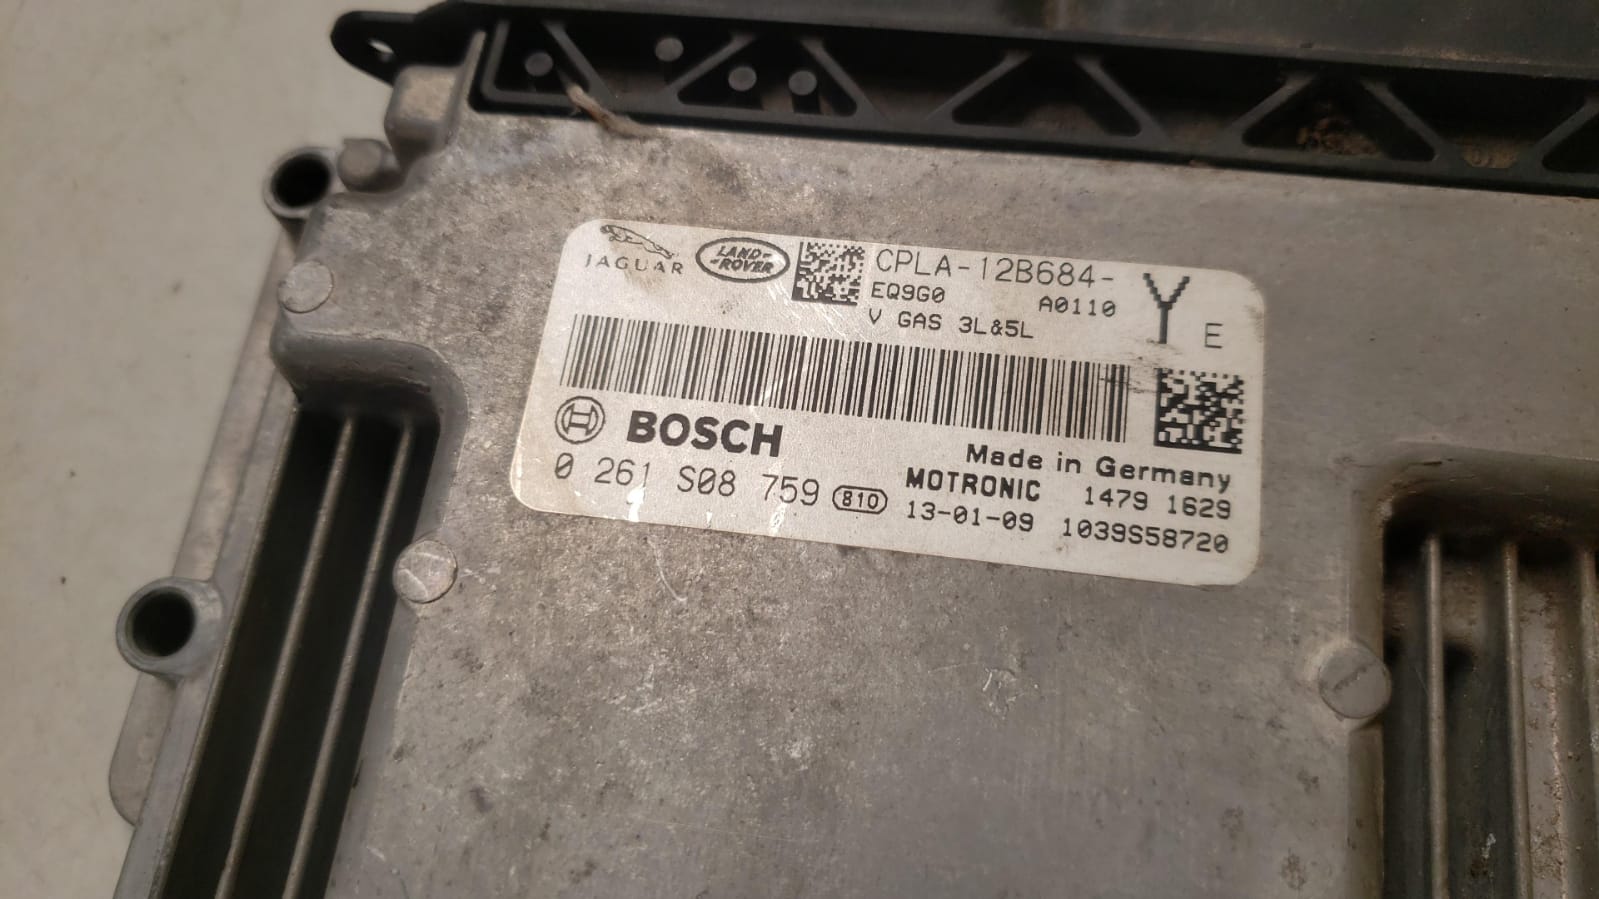 JAGUAR
LAND-
-ROVER
CPLA-12B684-
Y
E
EQ9G0 A0110
V GAS 3L&5L
BOSCH
Made in Germany
0 261 S08 759
810
MOTRONIC 1479 1629
13-01-09 1039S58720